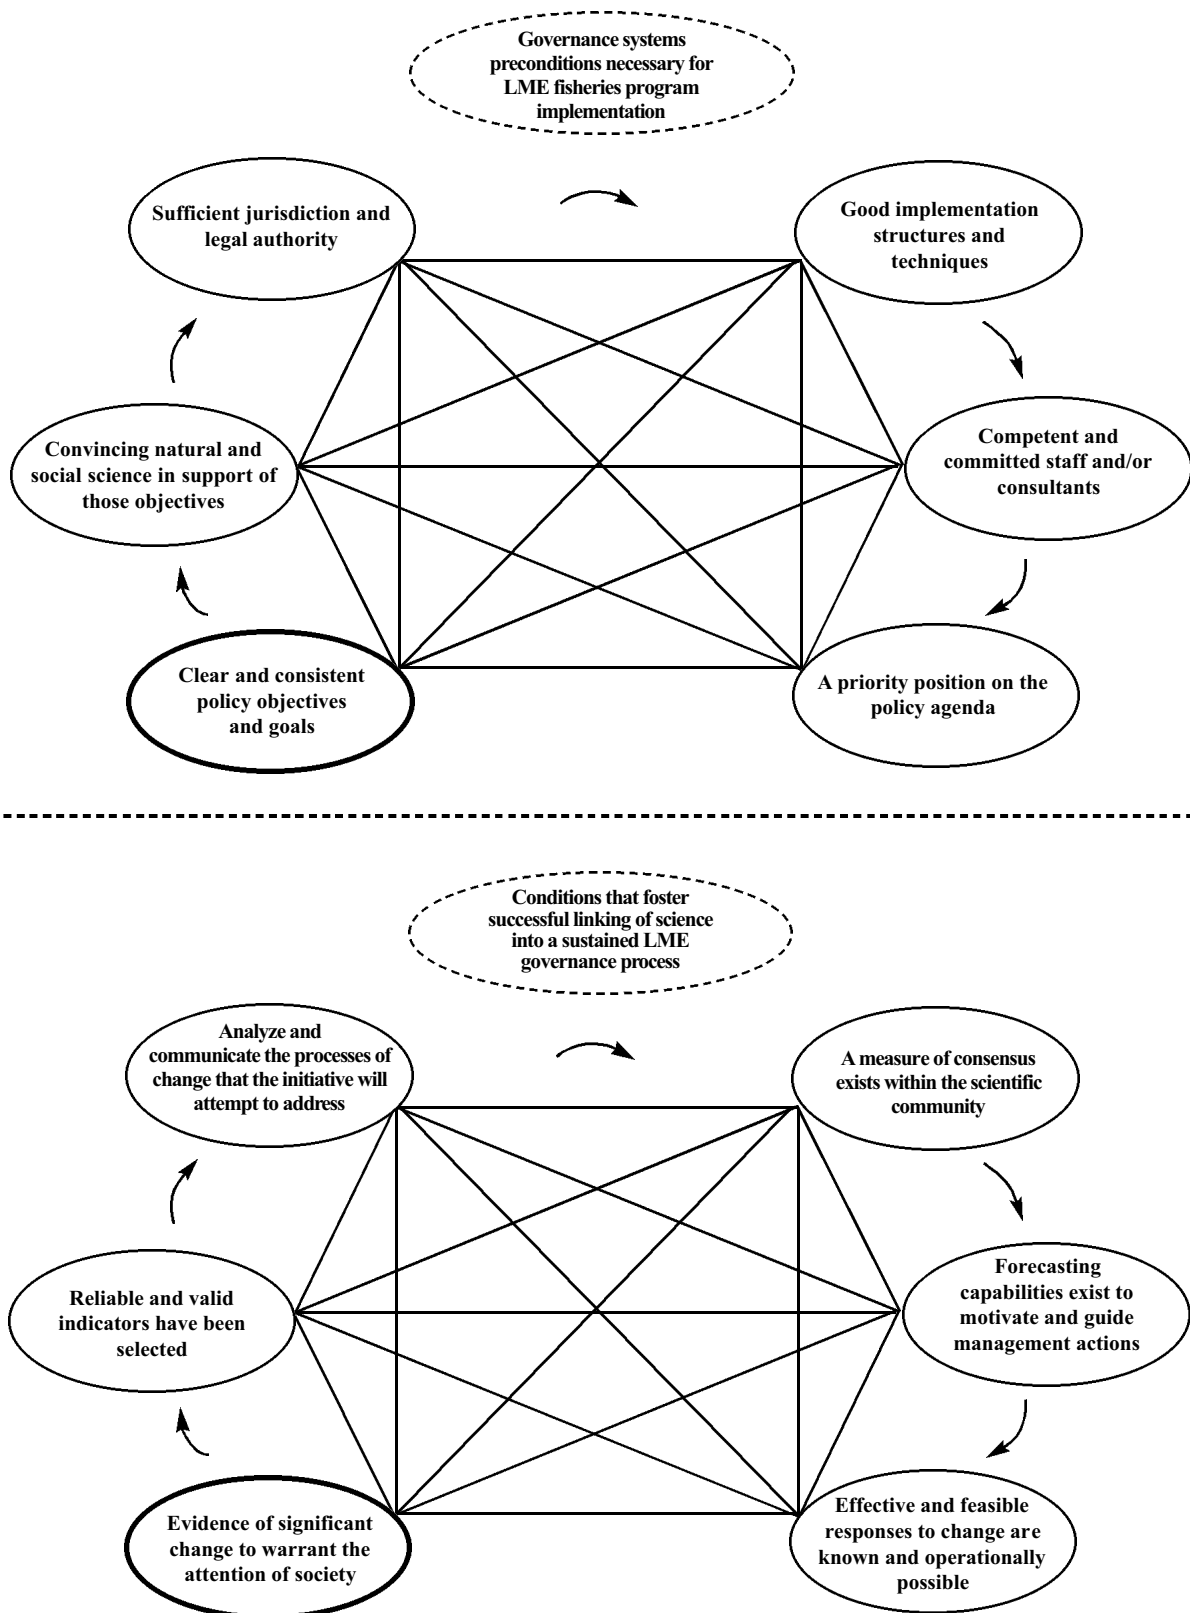 Governance systems
preconditions necessary for
LME fisheries program
implementation
Sufficient jurisdiction and
legal authority
Good implementation
structures and
techniques
Convincing natural and
social science in support of
those objectives
Competent and
committed staff and/or
consultants
Clear and consistent
policy objectives
and goals
A priority position on the
policy agenda
Conditions that foster
successful linking of science
into a sustained LME
governance process
Analyze and
communicate the processes of
change that the initiative will
attempt to address
A measure of consensus
exists within the scientific
community
Reliable and valid
indicators have been
selected
Forecasting
capabilities exist to
motivate and guide
management actions
Evidence of significant
change to warrant the
attention of society
Effective and feasible
responses to change are
known and operationally
possible